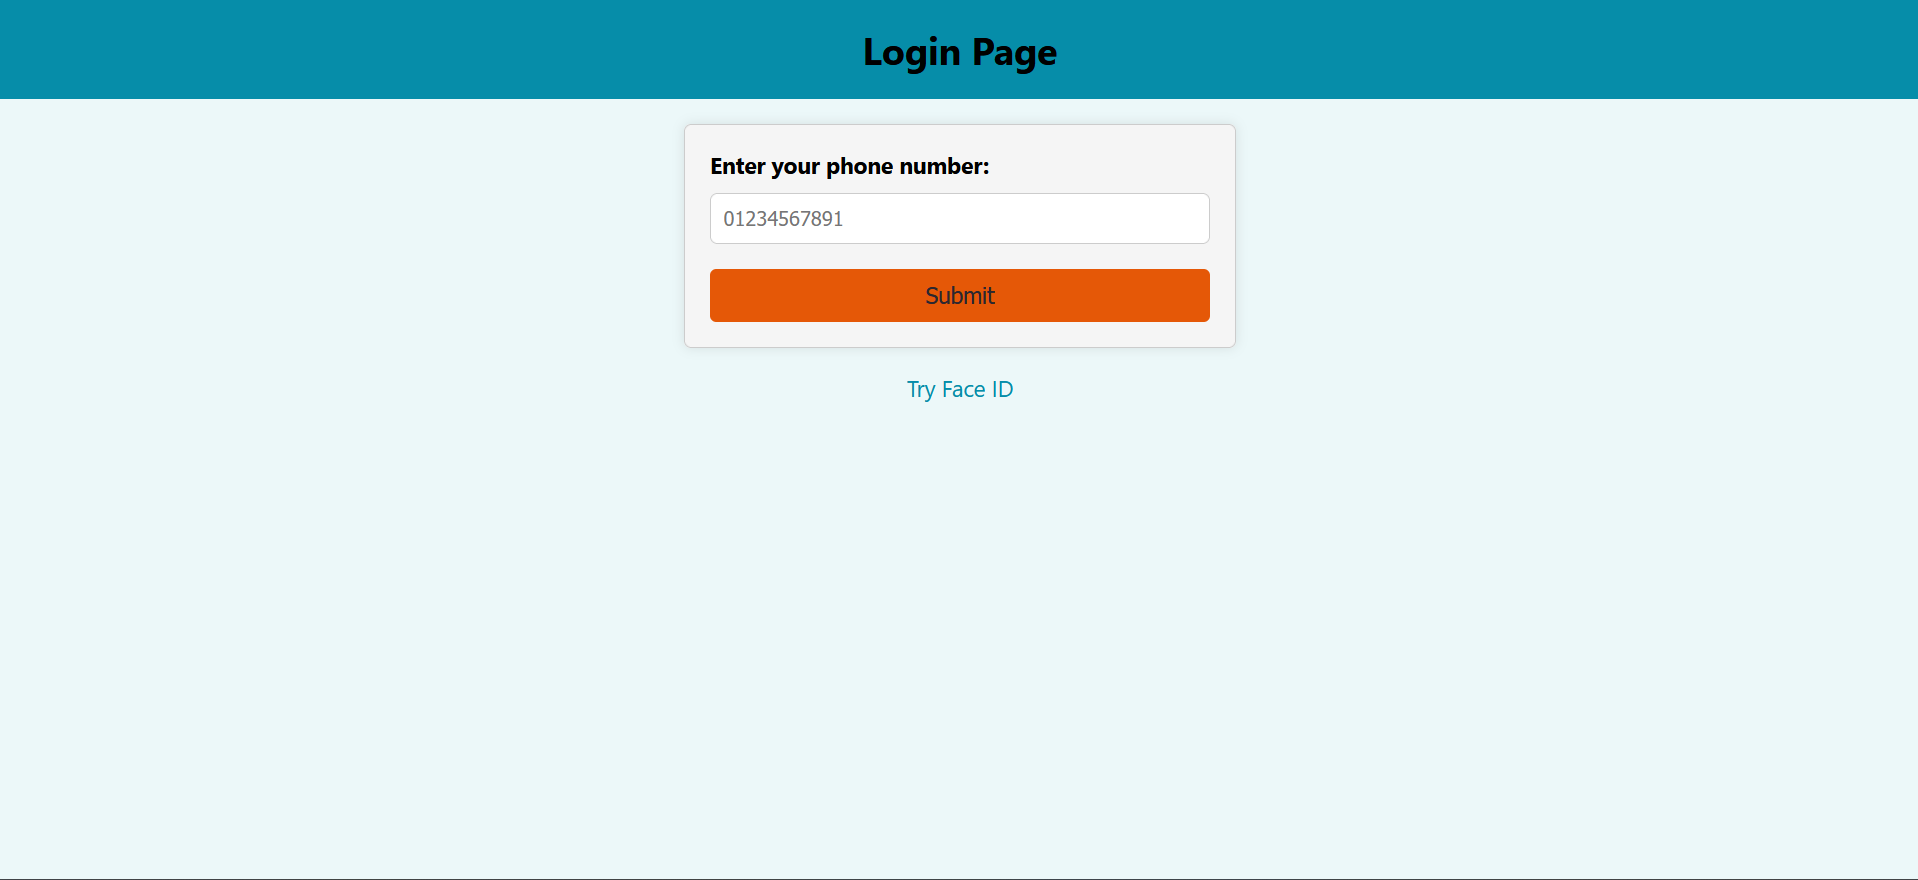 Login Page
Enter your phone number:
01234567891
Submit
Try Face ID